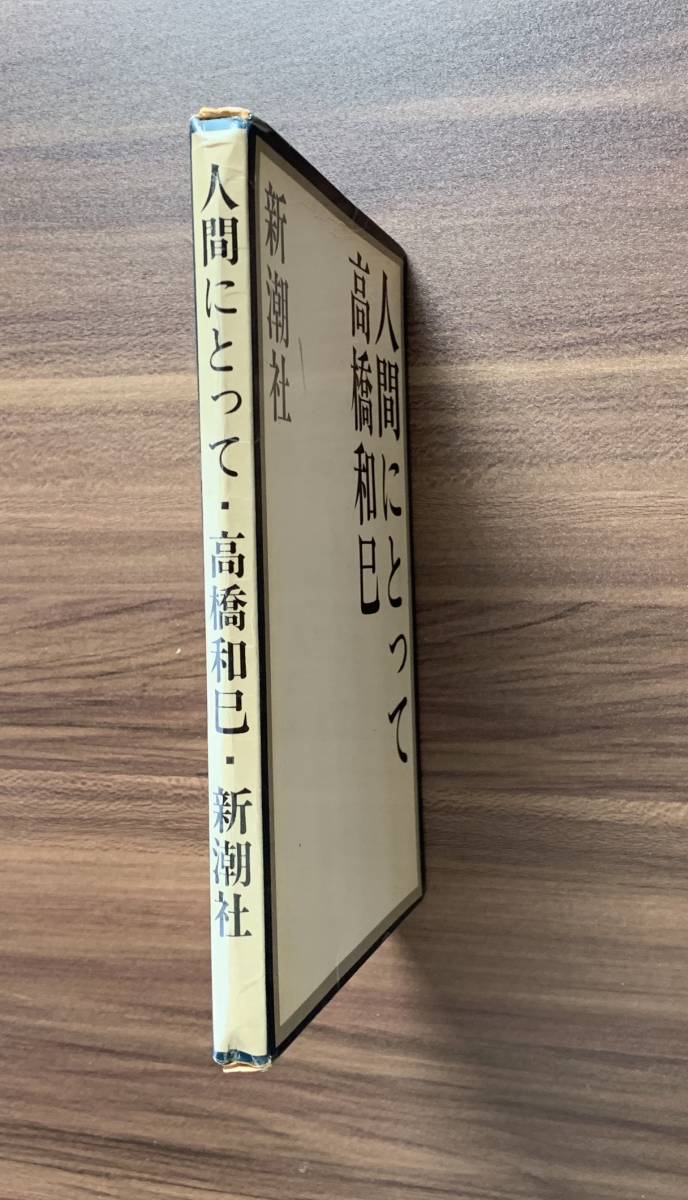 人間にとって
高橋和巳
新潮社
人間にとって・高橋和巳・新潮社